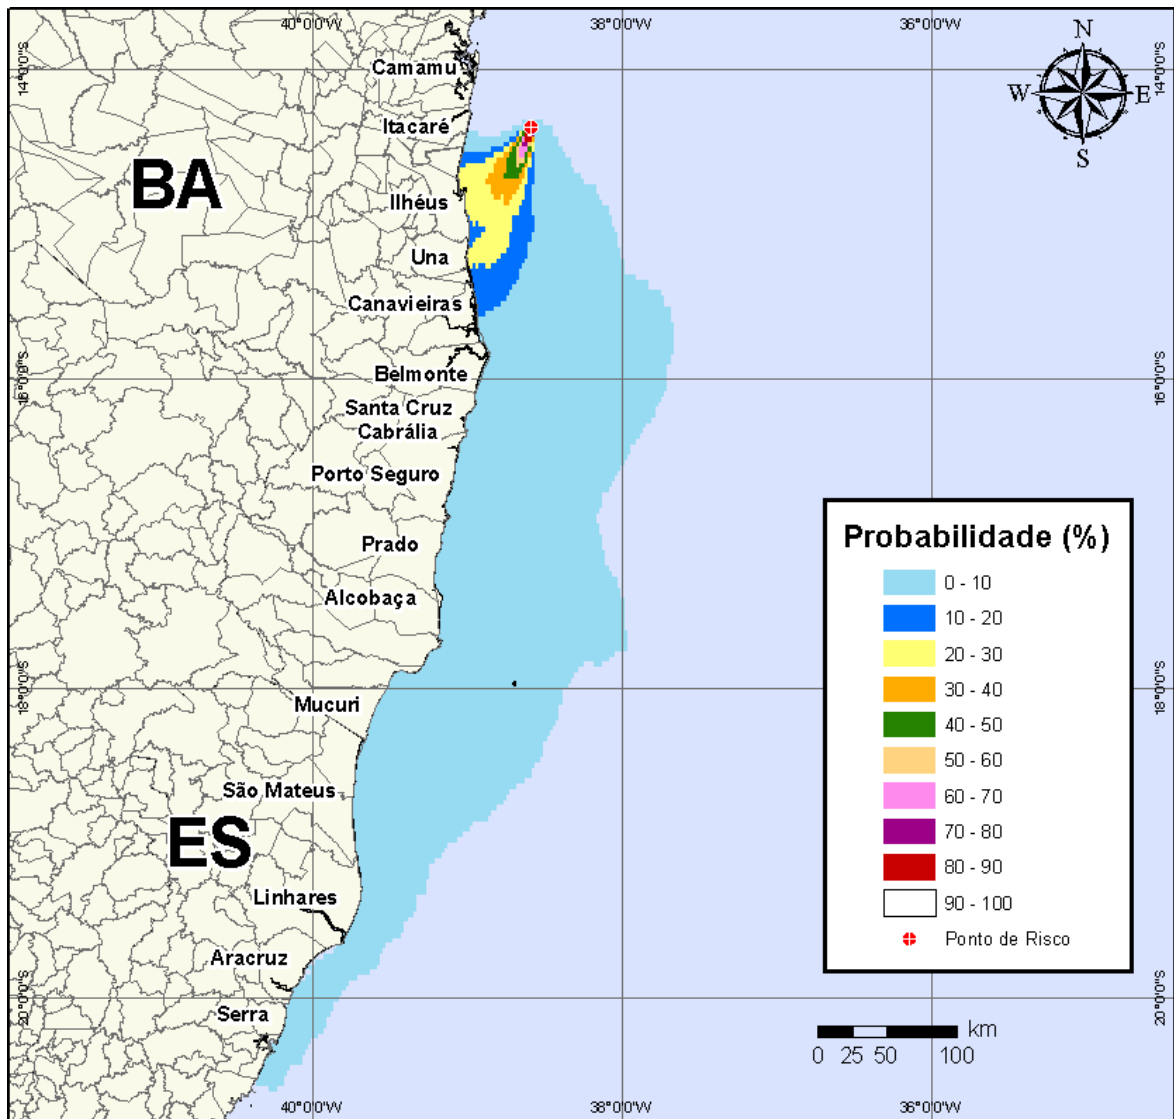 40°0'0"W
38°0'0"W
36°0'0"W
N
W
E
S
14°0'0"S
14°0'0"S
Camamu
Itacaré
BA
Ilhéus
Una
Canavieiras
16°0'0"S
16°0'0"S
Belmonte
Santa Cruz
Cabrália
Porto Seguro
Prado
Alcobaça
Probabilidade (%)
0 - 10
10 - 20
20 - 30
30 - 40
40 - 50
50 - 60
60 - 70
70 - 80
80 - 90
90 - 100
Ponto de Risco
18°0'0"S
18°0'0"S
Mucuri
São Mateus
ES
Linhares
Aracruz
20°0'0"S
20°0'0"S
Serra
km
0 25 50 100
40°0'0"W
38°0'0"W
36°0'0"W